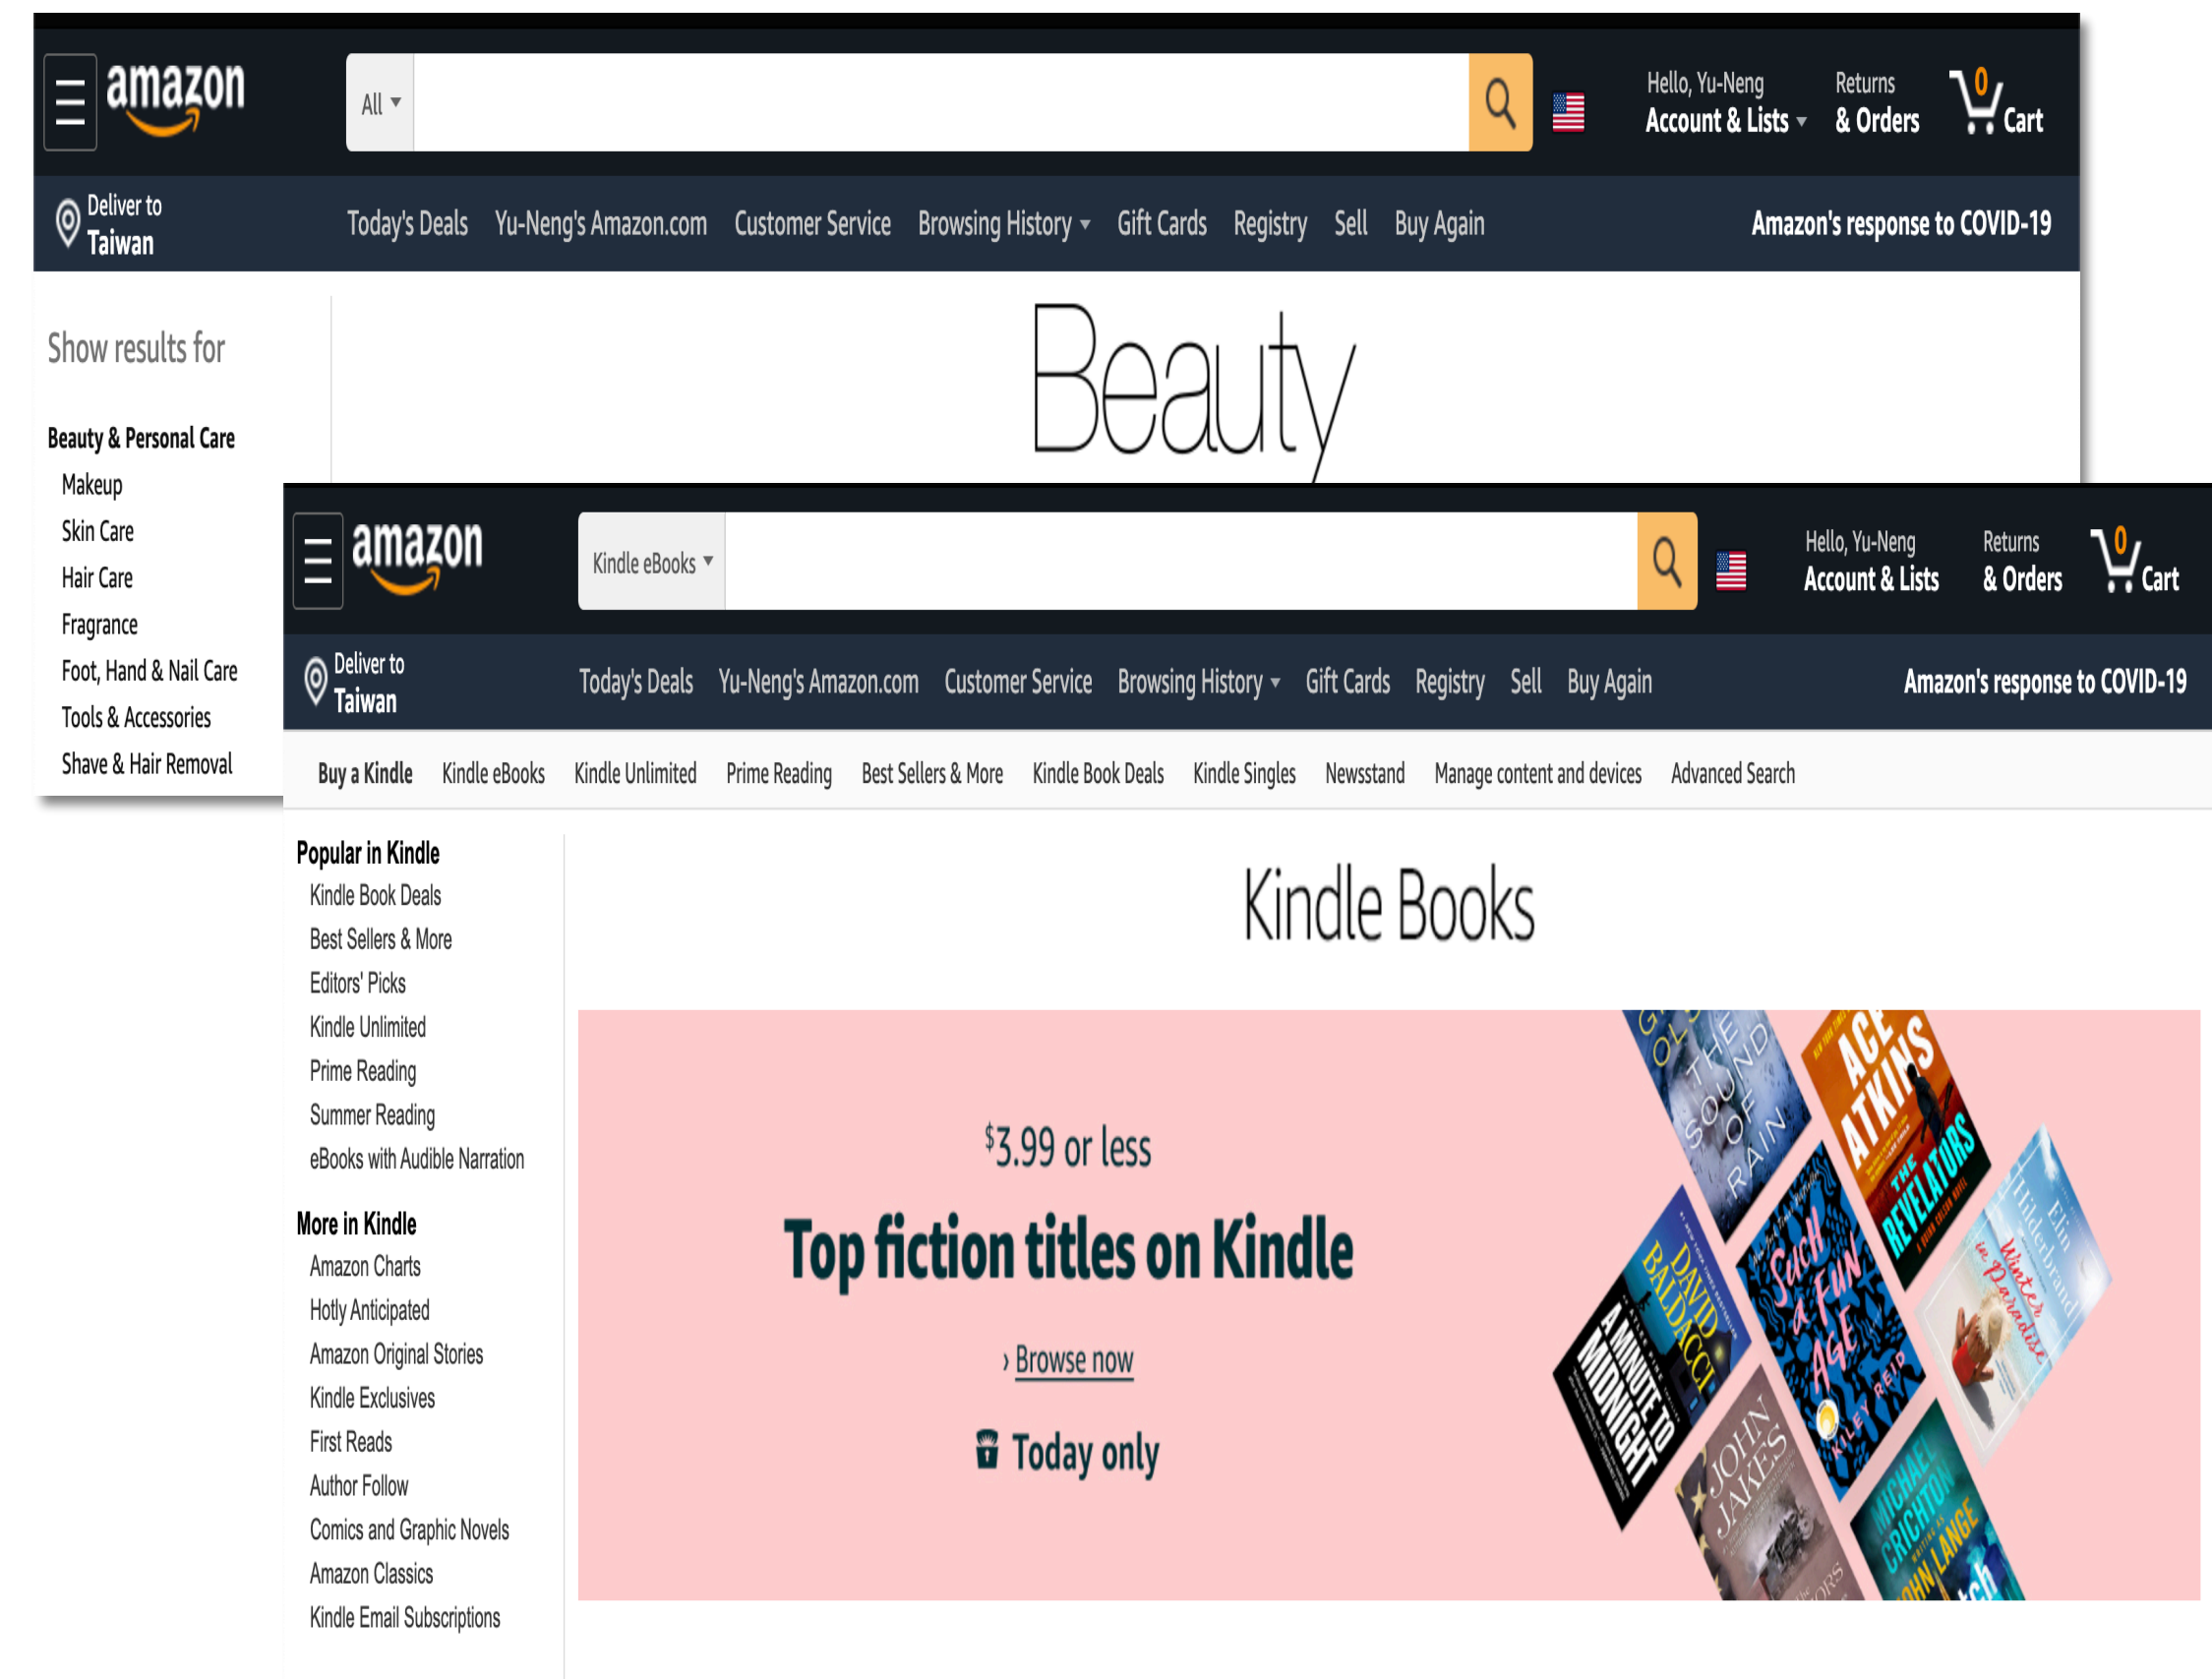 amazon
All
Hello, Yu-Neng
Account & Lists
Returns
& Orders
0
Cart
Deliver to
Taiwan
Today's Deals Yu-Neng's Amazon.com Customer Service Browsing History Gift Cards Registry Sell Buy Again
Amazon's response to COVID-19
Show results for
Beauty & Personal Care
Makeup
Skin Care
Hair Care
Fragrance
Foot, Hand & Nail Care
Tools & Accessories
Shave & Hair Removal
Beauty
amazon
Kindle eBooks
Hello, Yu-Neng
Account & Lists
Returns
& Orders
0
Cart
Deliver to
Taiwan
Today's Deals Yu-Neng's Amazon.com Customer Service Browsing History Gift Cards Registry Sell Buy Again
Amazon's response to COVID-19
Buy a Kindle Kindle eBooks Kindle Unlimited Prime Reading Best Sellers & More Kindle Book Deals Kindle Singles Newsstand Manage content and devices Advanced Search
Popular in Kindle
Kindle Book Deals
Best Sellers & More
Editors' Picks
Kindle Unlimited
Prime Reading
Summer Reading
eBooks with Audible Narration
More in Kindle
Amazon Charts
Hotly Anticipated
Amazon Original Stories
Kindle Exclusives
First Reads
Author Follow
Comics and Graphic Novels
Amazon Classics
Kindle Email Subscriptions
Kindle Books
$3.99 or less
Top fiction titles on Kindle
› Browse now
Today only
THE
SOUND
OF
RAIN
ACE
ATKINS
THE
REVELATORS
A QUINN COLSON NOVEL
DAVID
BALDACCI
A MINUTE TO
MIDNIGHT
SUCH
a FUN
AGE
KILEY REID
Elin
Hilderbrand
Winter
in Paradise
JOHN
JAKES
MICHAEL
CRICHTON
WRITING AS
JOHN LANGE